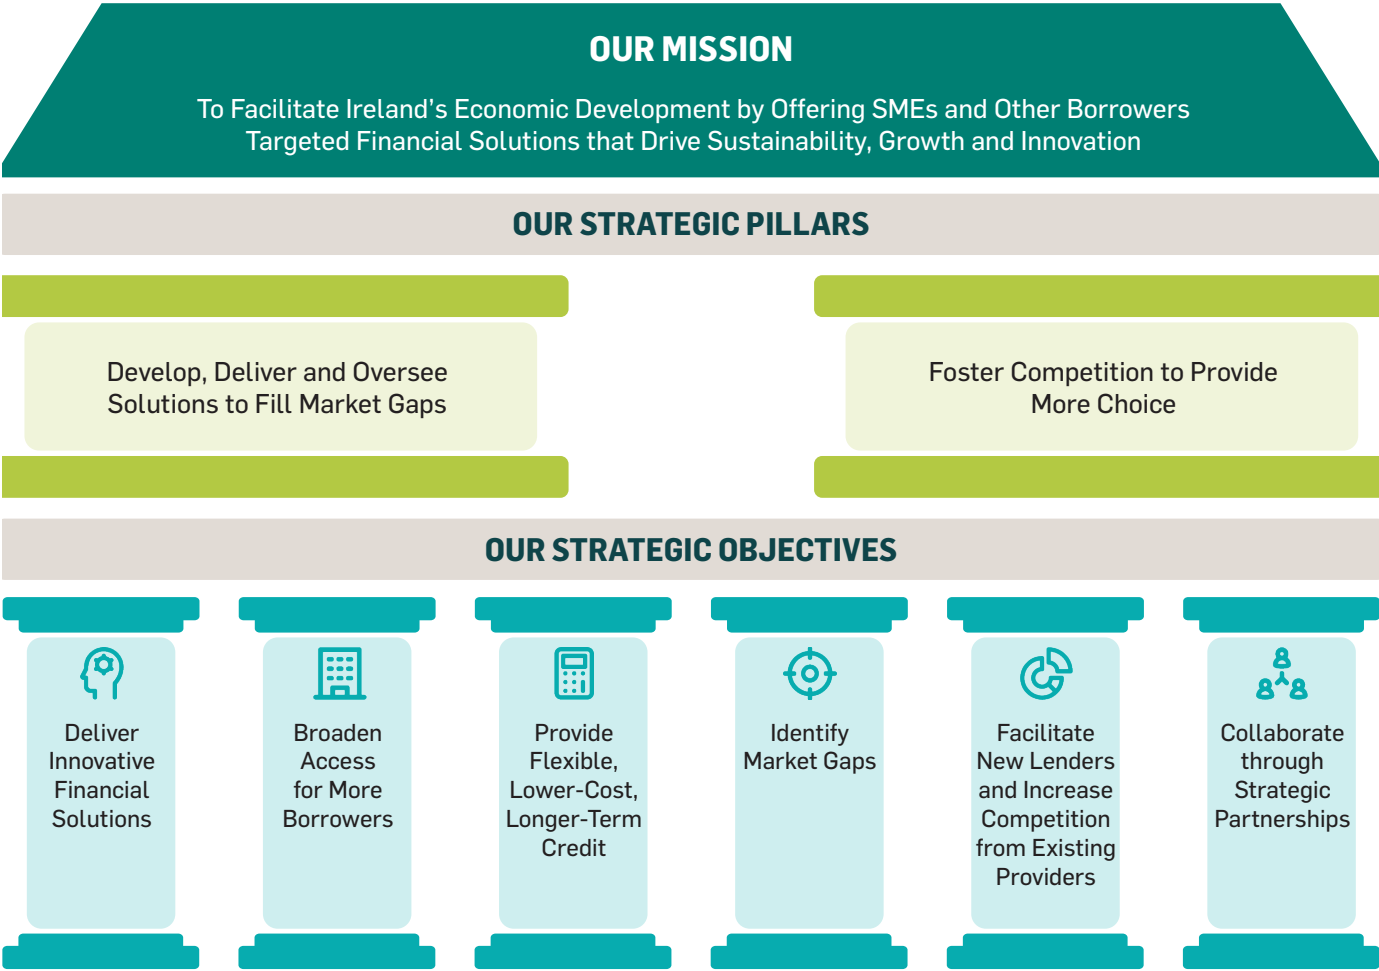 OUR MISSION
To Facilitate Ireland's Economic Development by Offering SMEs and Other Borrowers
Targeted Financial Solutions that Drive Sustainability, Growth and Innovation
OUR STRATEGIC PILLARS
Develop, Deliver and Oversee
Solutions to Fill Market Gaps
Foster Competition to Provide
More Choice
OUR STRATEGIC OBJECTIVES
Deliver
Innovative
Financial
Solutions
Broaden
Access
for More
Borrowers
Provide
Flexible,
Lower-Cost,
Longer-Term
Credit
Identify
Market Gaps
Facilitate
New Lenders
and Increase
Competition
from Existing
Providers
Collaborate
through
Strategic
Partnerships